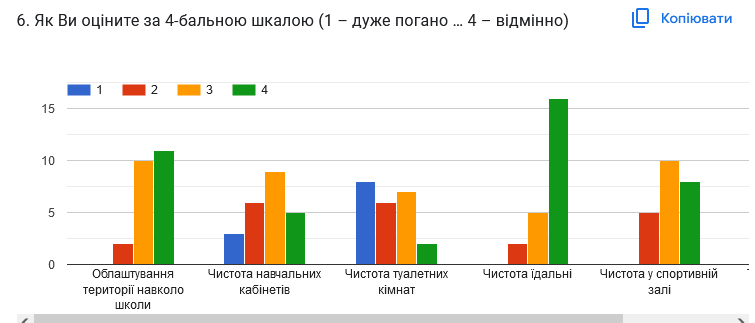 6. Як Ви оціните за 4-бальною шкалою (1 – дуже погано ... 4 – відмінно)
Копіювати
1 2 3 4
15
10
5
0
Облаштування території навколо школи
Чистота навчальних кабінетів
Чистота туалетних кімнат
Чистота їдальні
Чистота у спортивній залі